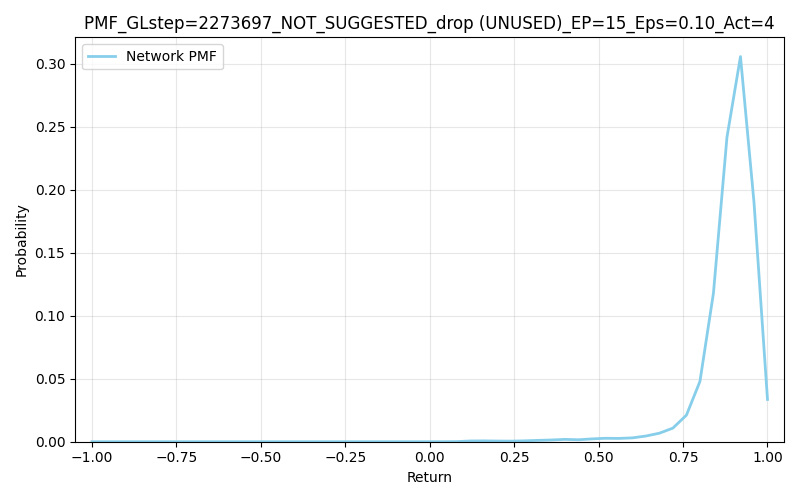 PMF_GLstep=2273697_NOT_SUGGESTED_drop (UNUSED)_EP=15_Eps=0.10_Act=4
Network PMF
0.30
0.25
0.20
0.15
0.10
0.05
0.00
Probability
−1.00 −0.75 −0.50 −0.25 0.00 0.25 0.50 0.75 1.00
Return